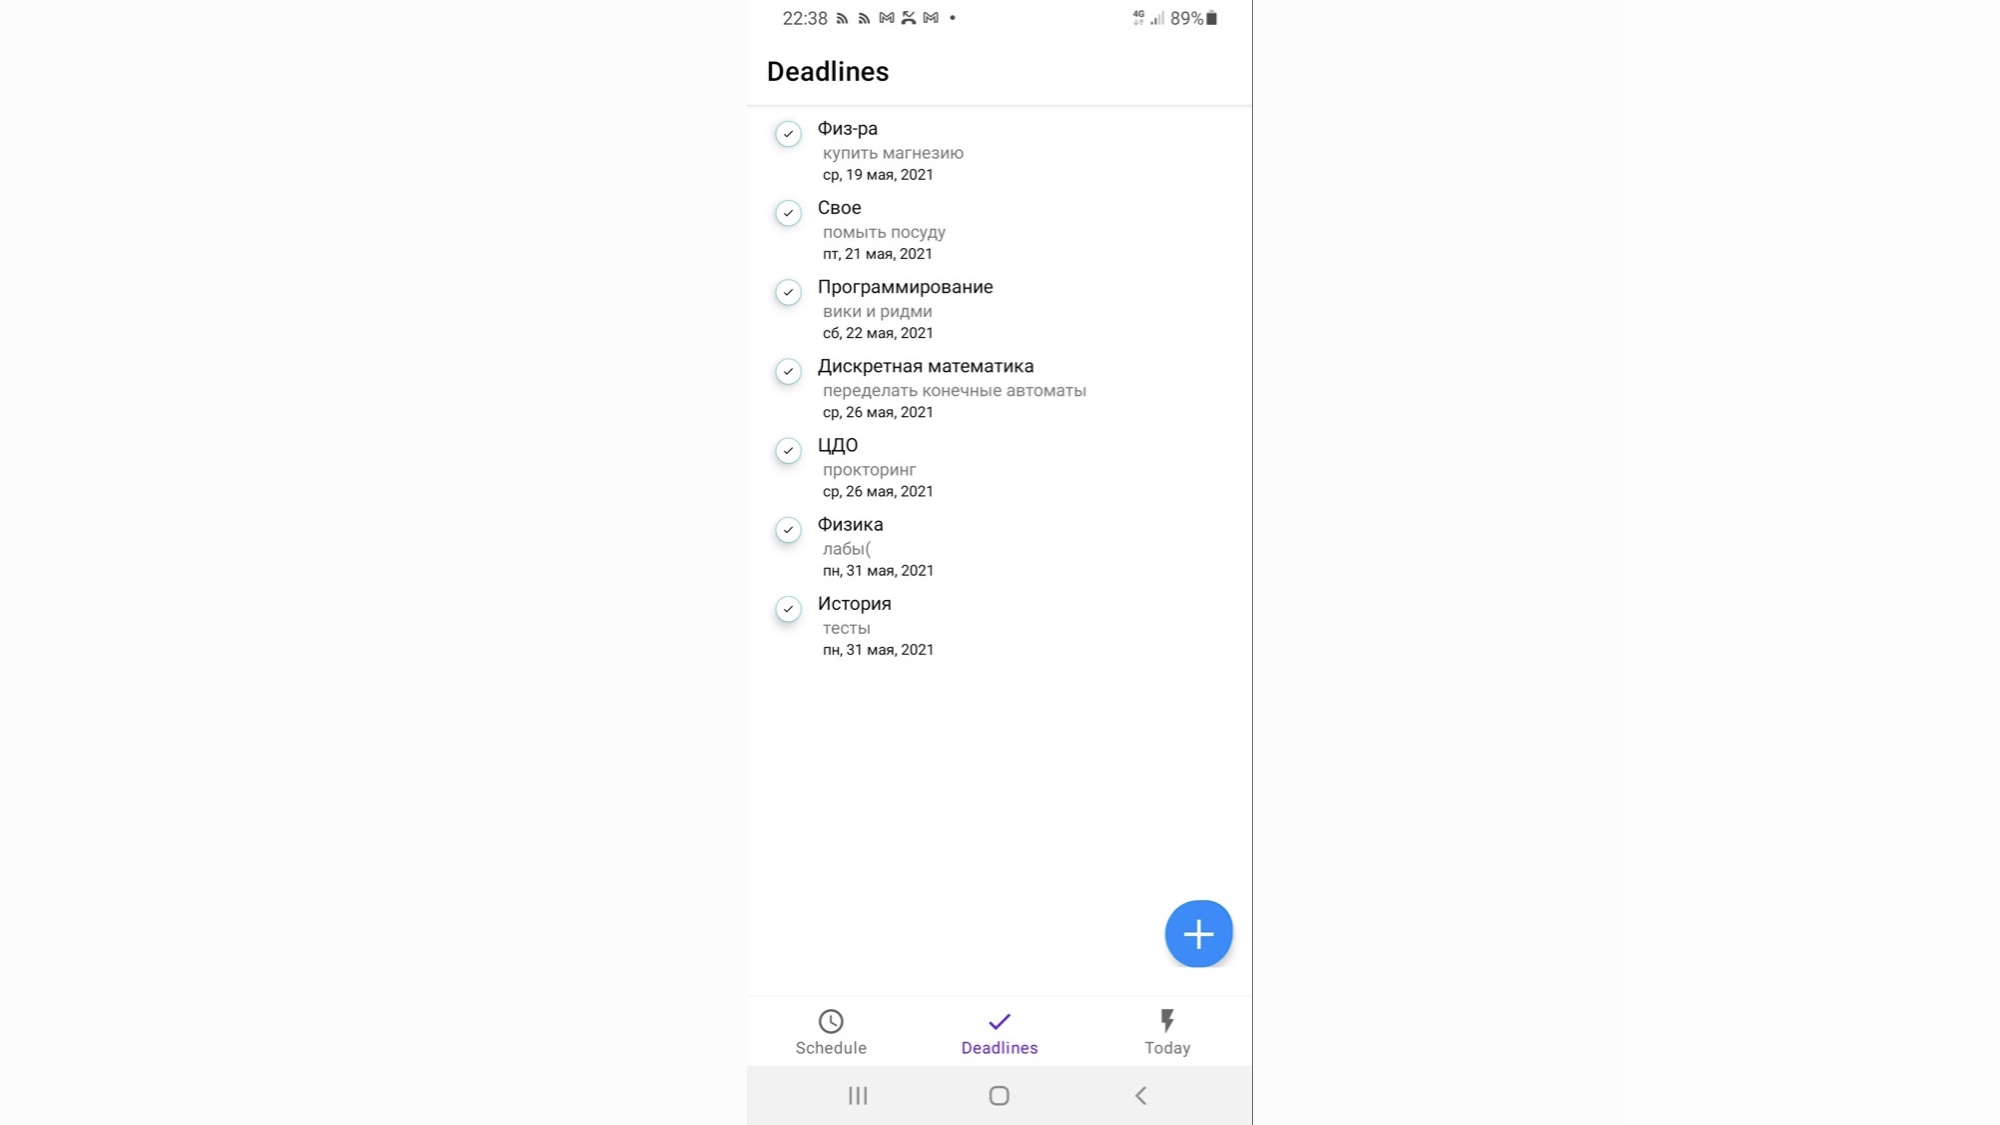 22:38
4G
89%
Deadlines
Физ-ра
купить магнезию
ср, 19 мая, 2021
Свое
помыть посуду
пт, 21 мая, 2021
Программирование
вики и ридми
сб, 22 мая, 2021
Дискретная математика
переделать конечные автоматы
ср, 26 мая, 2021
ЦДО
прокторинг
ср, 26 мая, 2021
Физика
лабы(
пн, 31 мая, 2021
История
тесты
пн, 31 мая, 2021
Schedule
Deadlines
Today